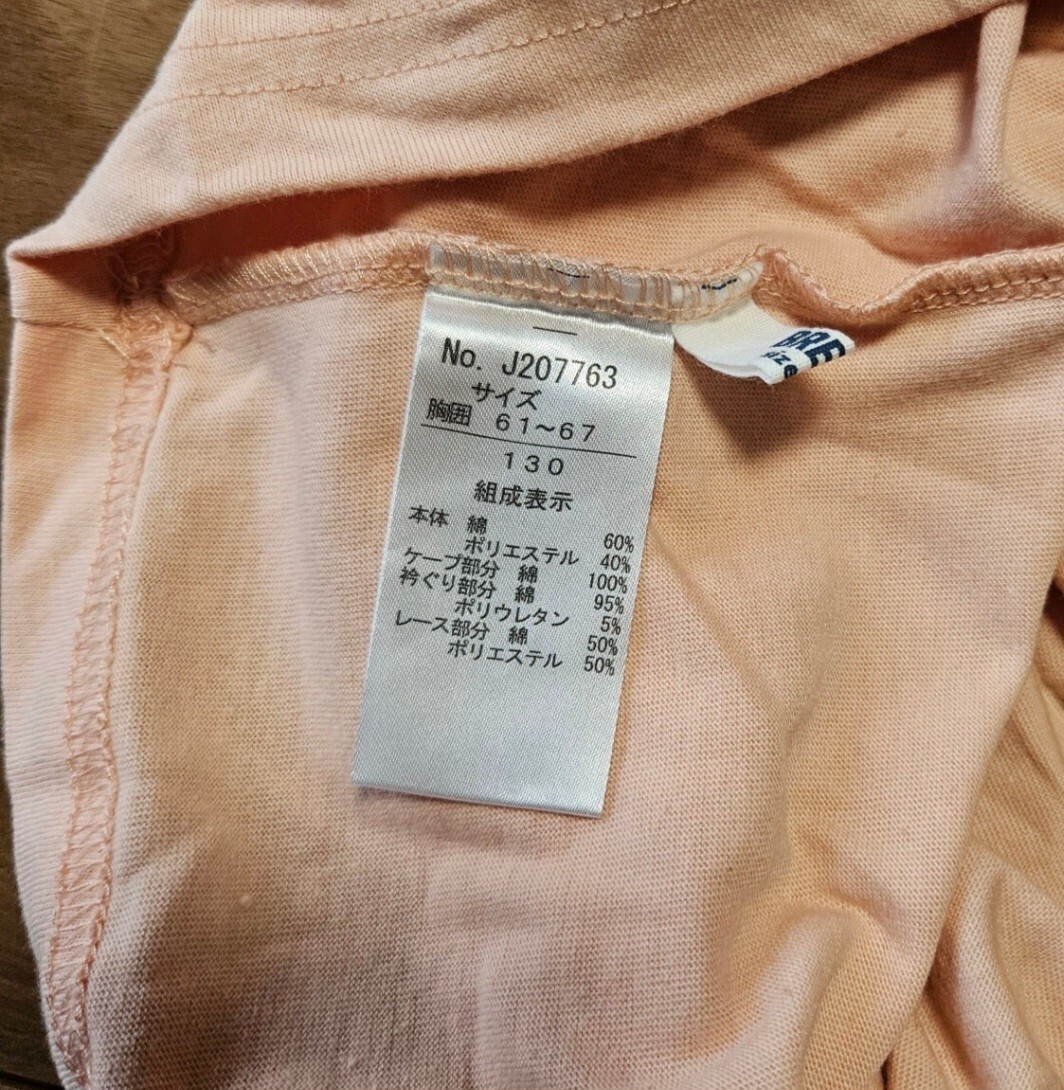 No. J207763
サイズ
胸囲 61～67
130
組成表示
本体 綿 60%
ポリエステル 40%
ケープ部分 綿 100%
衿ぐり部分 綿 95%
ポリウレタン 5%
レース部分 綿 50%
ポリエステル 50%
BRE